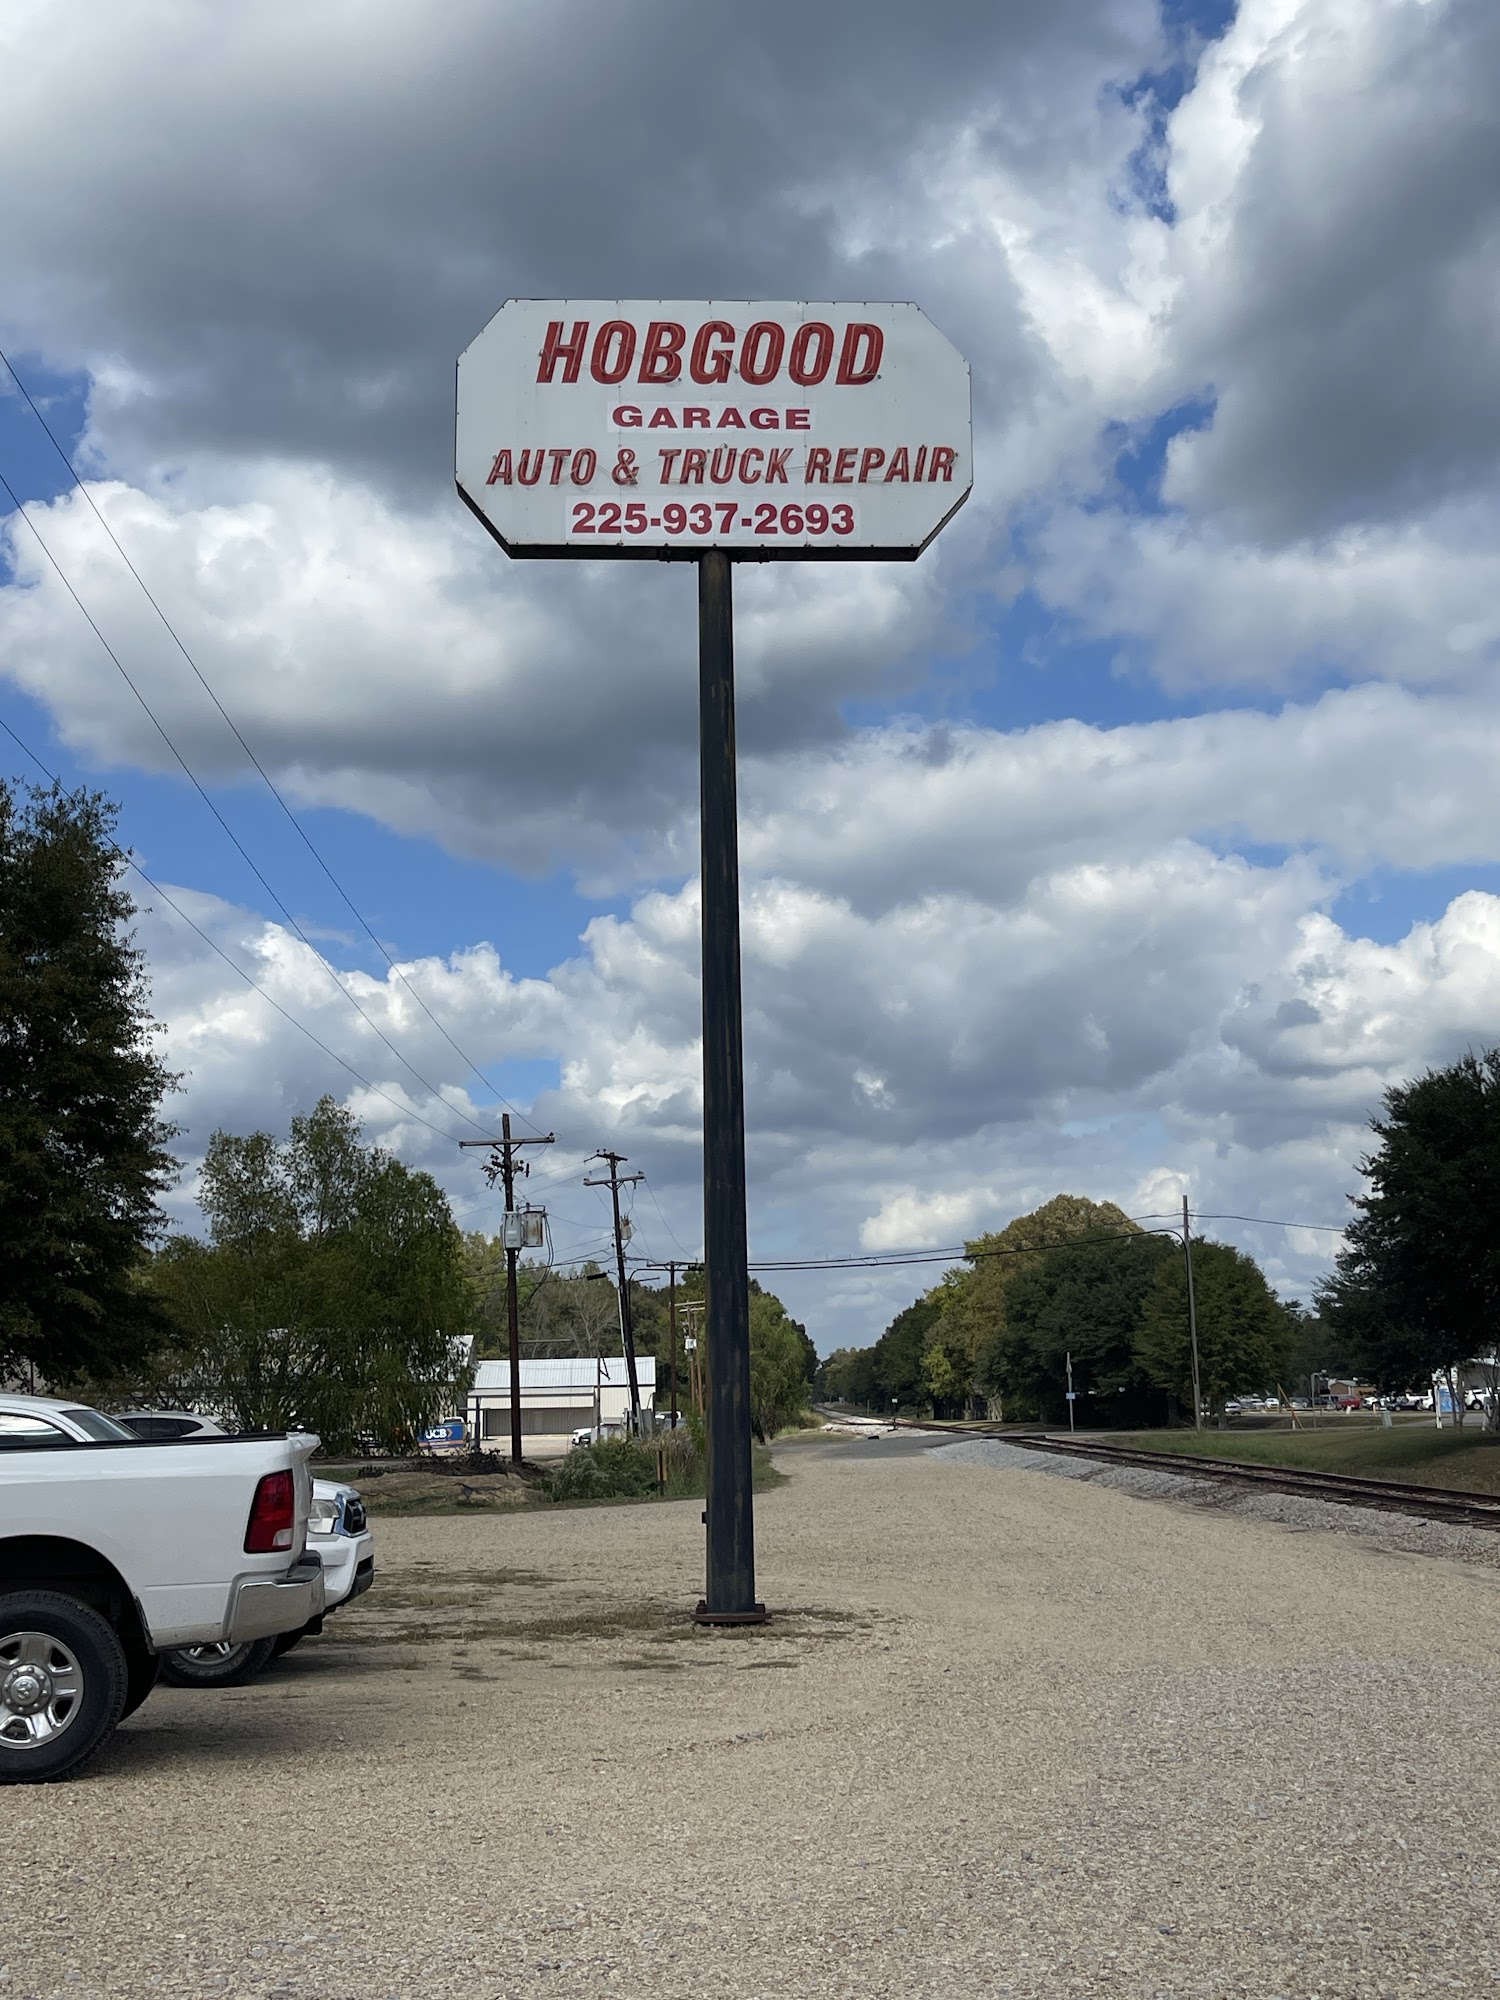 HOBGOOD
GARAGE
AUTO & TRUCK REPAIR
225-937-2693